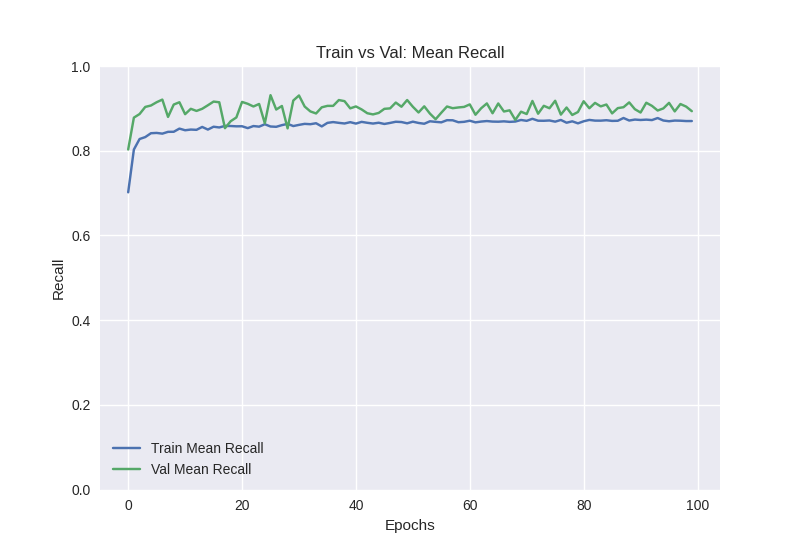 Train vs Val: Mean Recall
1.0
0.8
0.6
0.4
0.2
0.0
Recall
Train Mean Recall
Val Mean Recall
0 20 40 60 80 100
Epochs